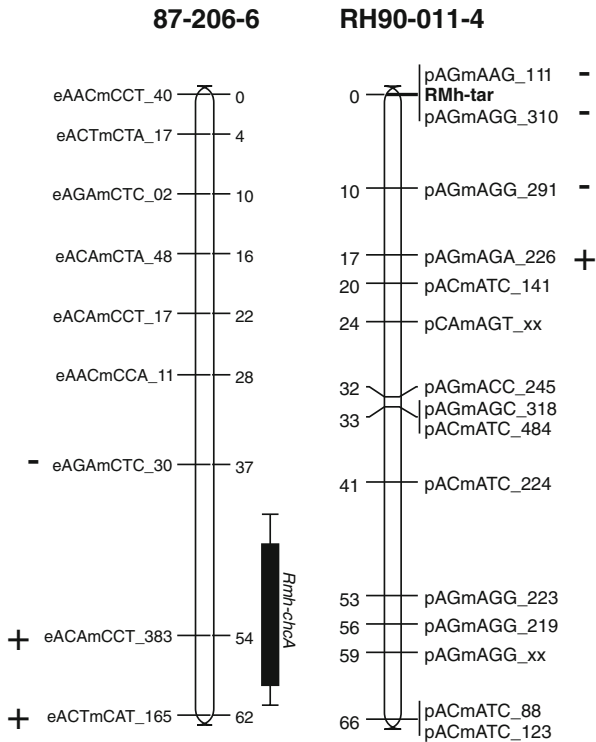 87-206-6 RH90-011-4
eAACmCCT_40 0
eACTmCTA_17 4
eAGAmCTC_02 10
eACAmCTA_48 16
eACAmCCT_17 22
eAACmCCA_11 28
- eAGAmCTC_30 37
+ eACAmCCT_383 54
+ eACTmCAT_165 62
Rmh-chcA
pAGmAAG_111 -
0 RMh-tar
pAGmAGG_310 -
10 pAGmAGG_291 -
17 pAGmAGA_226 +
20 pACmATC_141
24 pCAmAGT_xx
32 pAGmACC_245
33 pAGmAGC_318
pACmATC_484
41 pACmATC_224
53 pAGmAGG_223
56 pAGmAGG_219
59 pAGmAGG_xx
66 pACmATC_88
pACmATC_123